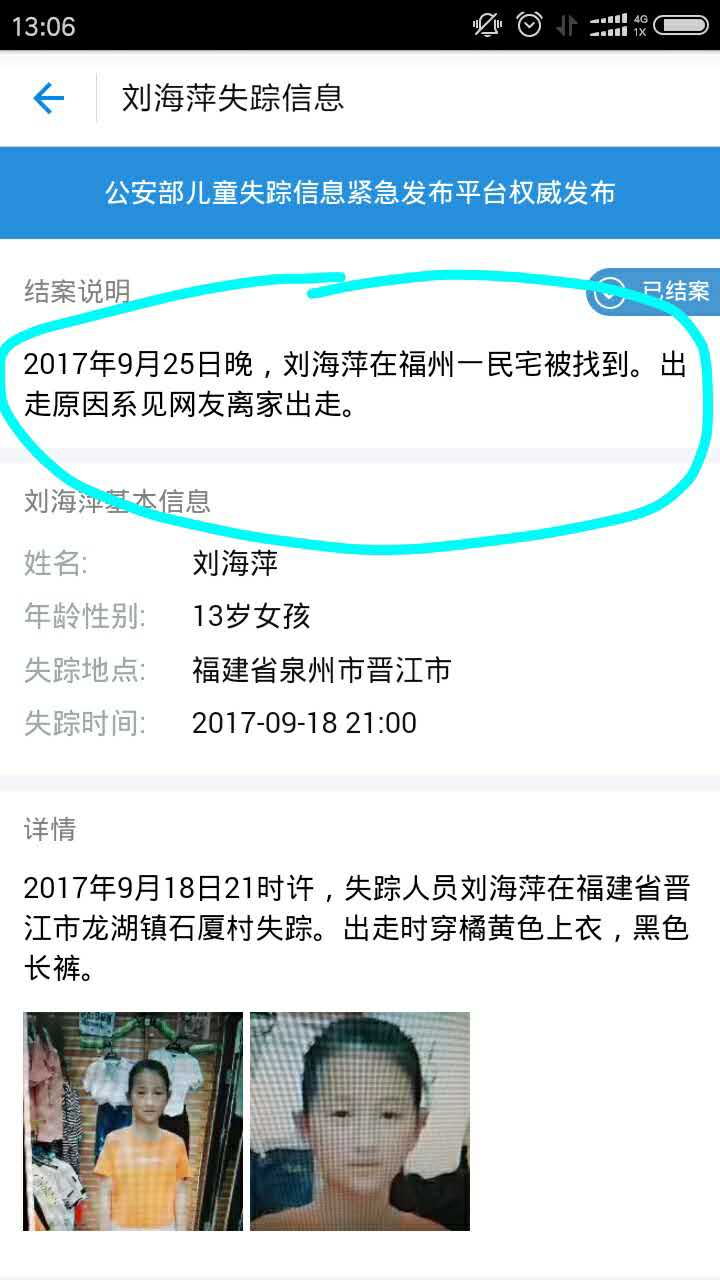 13:06
4G
1X
刘海萍失踪信息
公安部儿童失踪信息紧急发布平台权威发布
结案说明
已结案
2017年9月25日晚，刘海萍在福州一民宅被找到。出
走原因系见网友离家出走。
刘海萍基本信息
姓名:
刘海萍
年龄性别:
13岁女孩
失踪地点:
福建省泉州市晋江市
失踪时间:
2017-09-18 21:00
详情
2017年9月18日21时许，失踪人员刘海萍在福建省晋
江市龙湖镇石厦村失踪。出走时穿橘黄色上衣，黑色
长裤。